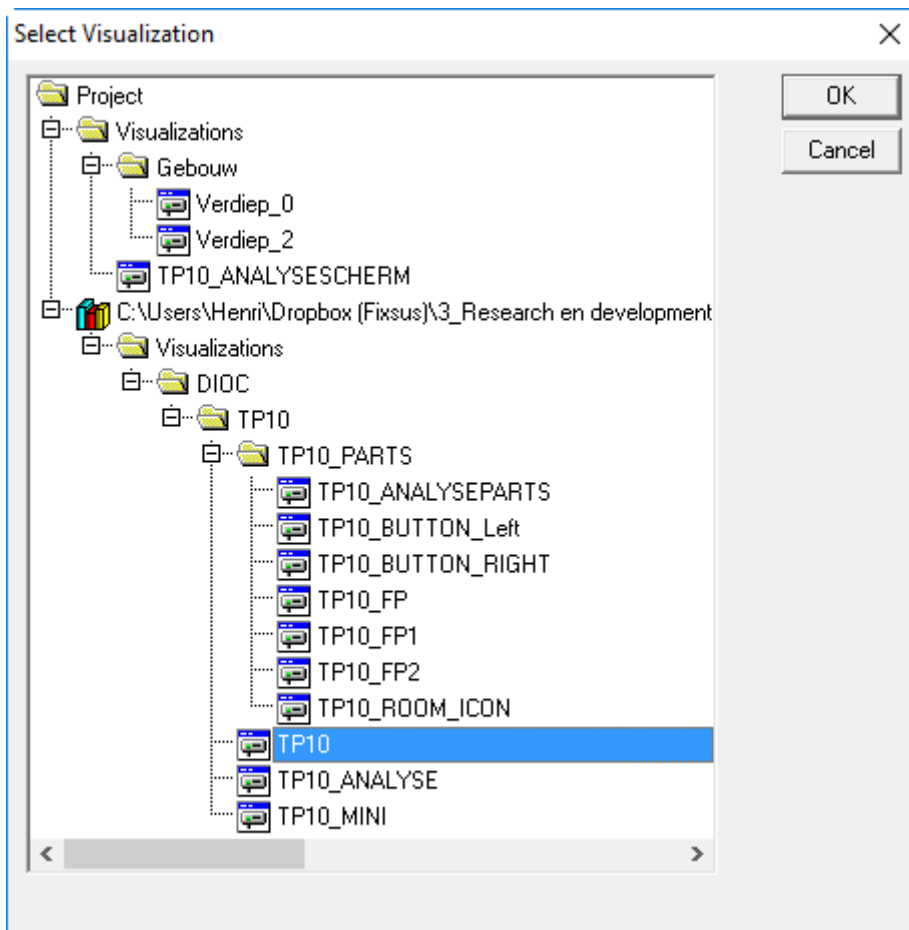 Select Visualization
Project
OK
Visualizations
Cancel
Gebouw
Verdiep_0
Verdiep_2
TP10_ANALYSESCHERM
C:\Users\Henri\Dropbox (Fixsus)\3_Research en development
Visualizations
DIOC
TP10
TP10_PARTS
TP10_ANALYSEPARTS
TP10_BUTTON_Left
TP10_BUTTON_RIGHT
TP10_FP
TP10_FP1
TP10_FP2
TP10_ROOM_ICON
TP10
TP10_ANALYSE
TP10_MINI